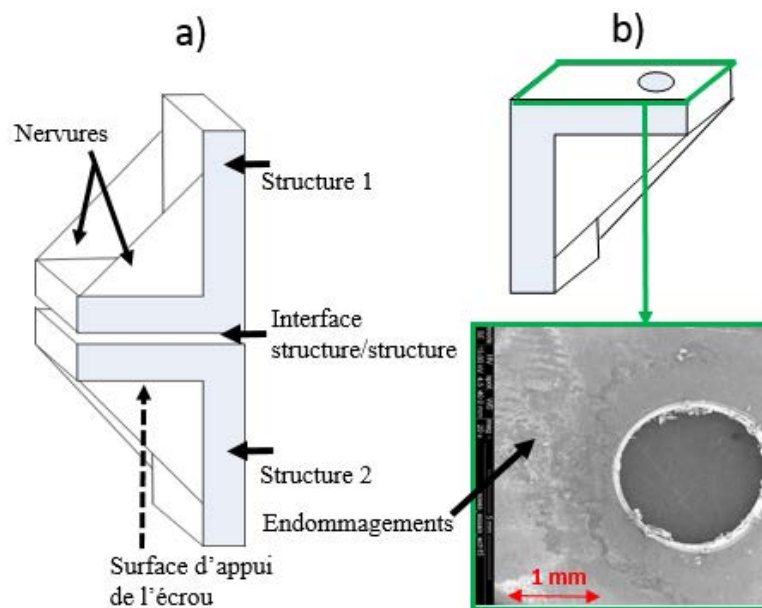 a)
Nervures
Structure 1
Interface
structure/structure
Structure 2
Surface d'appui
de l'écrou
b)
Endommagements
1 mm